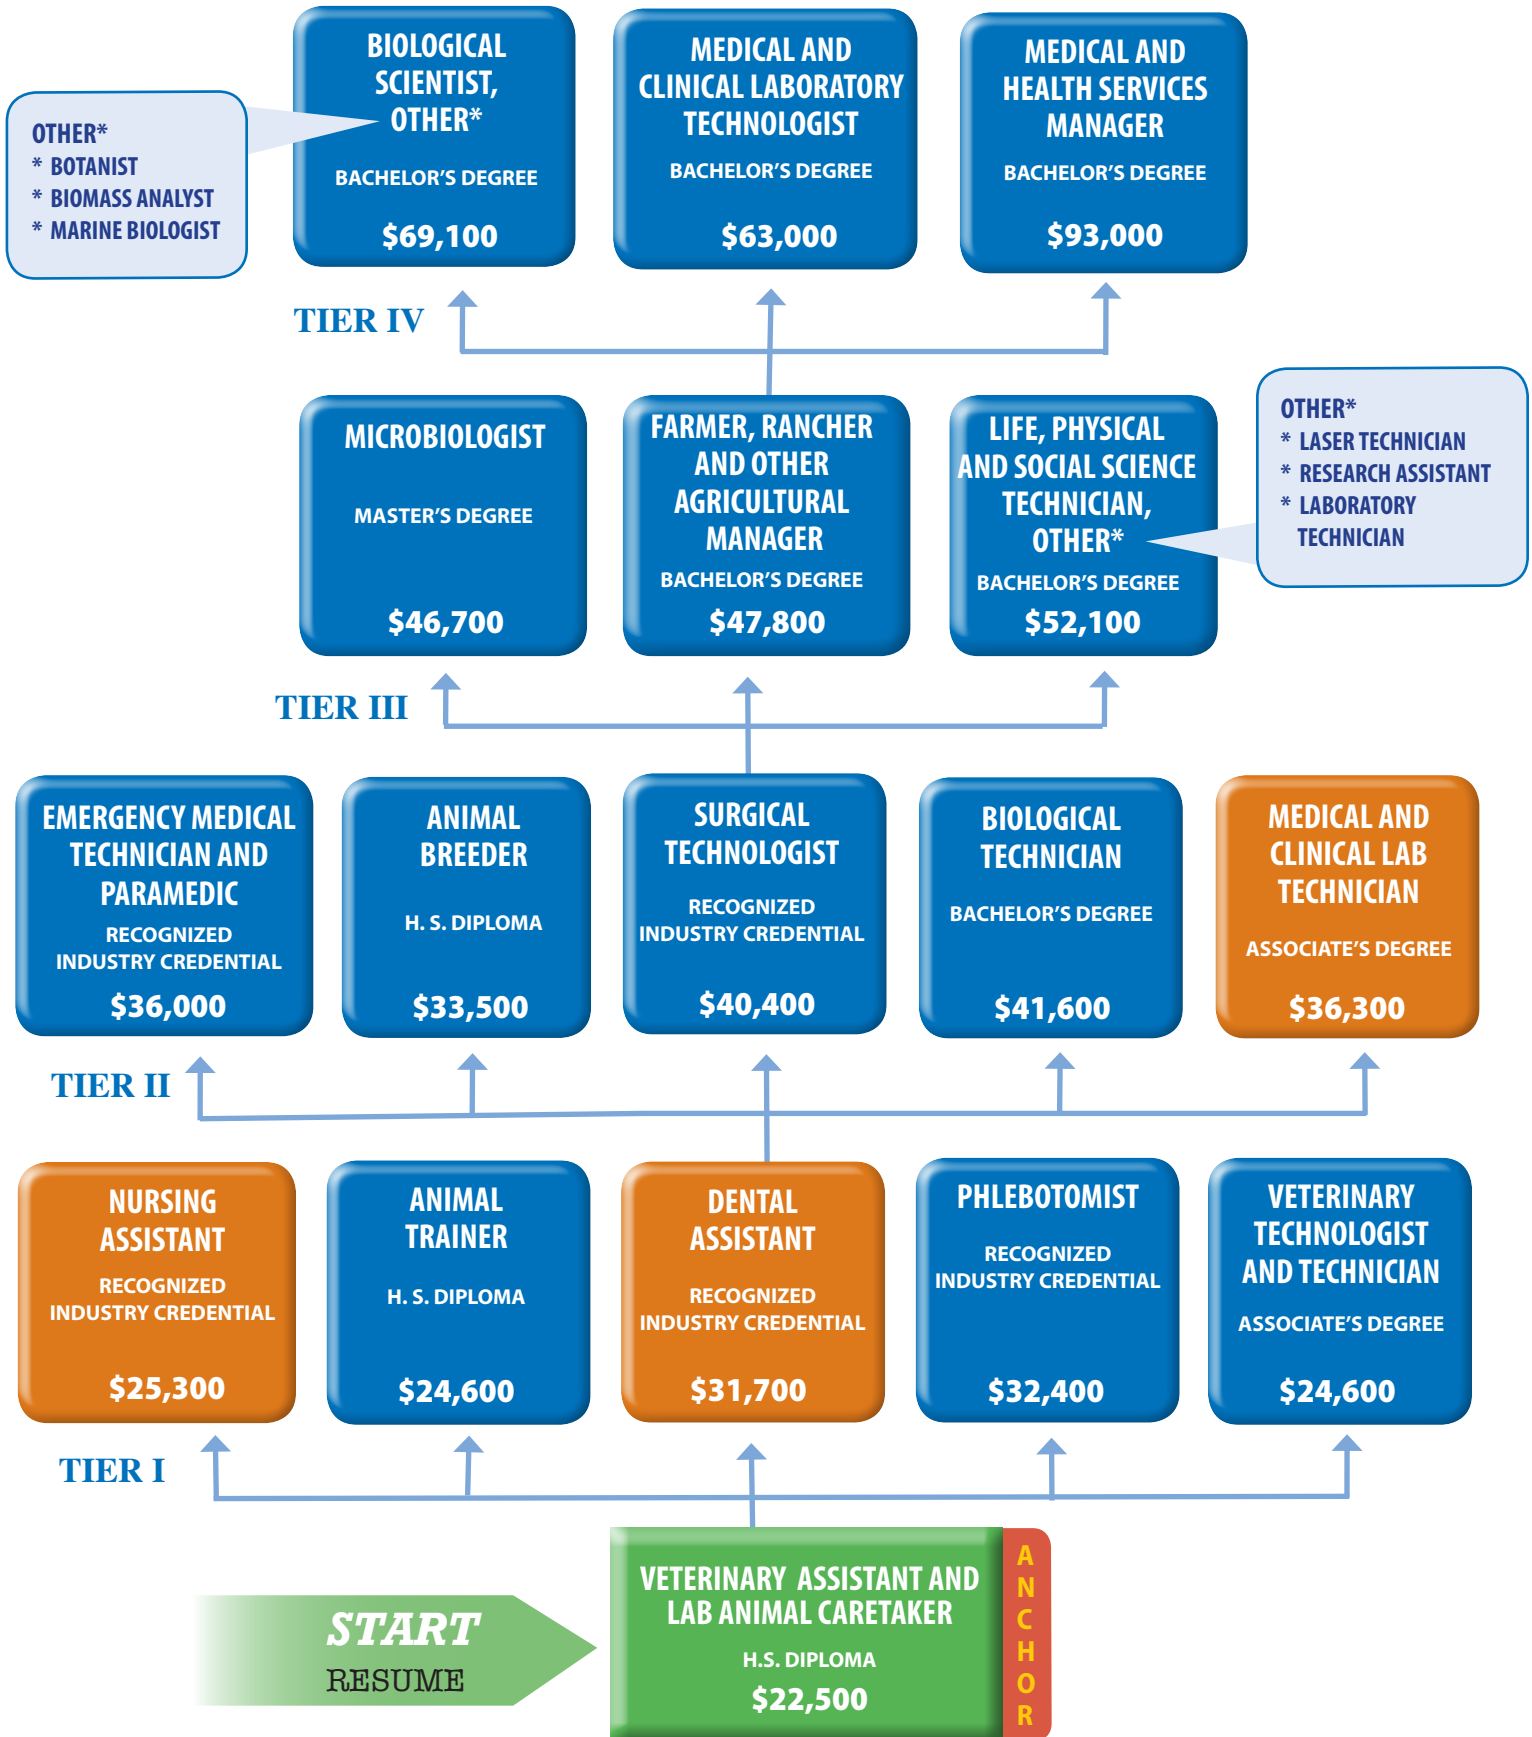 BIOLOGICAL
SCIENTIST,
OTHER*
BACHELOR'S DEGREE
$69,100
MEDICAL AND
CLINICAL LABORATORY
TECHNOLOGIST
BACHELOR'S DEGREE
$63,000
MEDICAL AND
HEALTH SERVICES
MANAGER
BACHELOR'S DEGREE
$93,000
OTHER*
* BOTANIST
* BIOMASS ANALYST
* MARINE BIOLOGIST
TIER IV
MICROBIOLOGIST
MASTER'S DEGREE
$46,700
FARMER, RANCHER
AND OTHER
AGRICULTURAL
MANAGER
BACHELOR'S DEGREE
$47,800
LIFE, PHYSICAL
AND SOCIAL SCIENCE
TECHNICIAN,
OTHER*
BACHELOR'S DEGREE
$52,100
OTHER*
* LASER TECHNICIAN
* RESEARCH ASSISTANT
* LABORATORY
TECHNICIAN
TIER III
EMERGENCY MEDICAL
TECHNICIAN AND
PARAMEDIC
RECOGNIZED
INDUSTRY CREDENTIAL
$36,000
ANIMAL
BREEDER
H. S. DIPLOMA
$33,500
SURGICAL
TECHNOLOGIST
RECOGNIZED
INDUSTRY CREDENTIAL
$40,400
BIOLOGICAL
TECHNICIAN
BACHELOR'S DEGREE
$41,600
MEDICAL AND
CLINICAL LAB
TECHNICIAN
ASSOCIATE'S DEGREE
$36,300
TIER II
NURSING
ASSISTANT
RECOGNIZED
INDUSTRY CREDENTIAL
$25,300
ANIMAL
TRAINER
H. S. DIPLOMA
$24,600
DENTAL
ASSISTANT
RECOGNIZED
INDUSTRY CREDENTIAL
$31,700
PHLEBOTOMIST
RECOGNIZED
INDUSTRY CREDENTIAL
$32,400
VETERINARY
TECHNOLOGIST
AND TECHNICIAN
ASSOCIATE'S DEGREE
$24,600
TIER I
START
RESUME
VETERINARY ASSISTANT AND
LAB ANIMAL CARETAKER
H.S. DIPLOMA
$22,500
ANCHOR